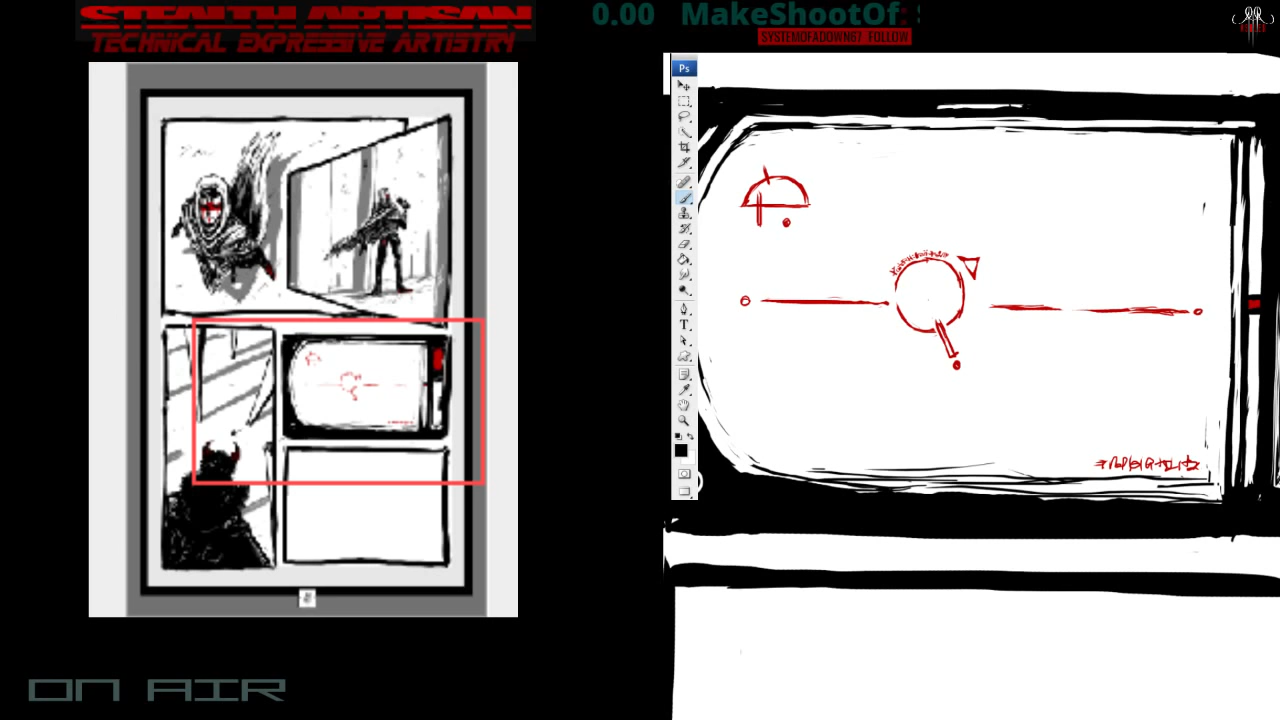 STEALTH ARTISAN
TECHNICAL EXPRESSIVE ARTISTRY
0.00 MakeShootOf:
SYSTEMOFADOWN67 FOLLOW
Ps
T
ON AIR